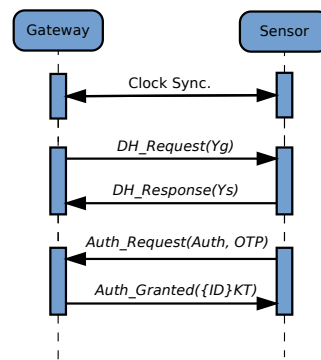 Gateway
Sensor
Clock Sync.
DH_Request(Yg)
DH_Response(Ys)
Auth_Request(Auth, OTP)
Auth_Granted({ID}KT)